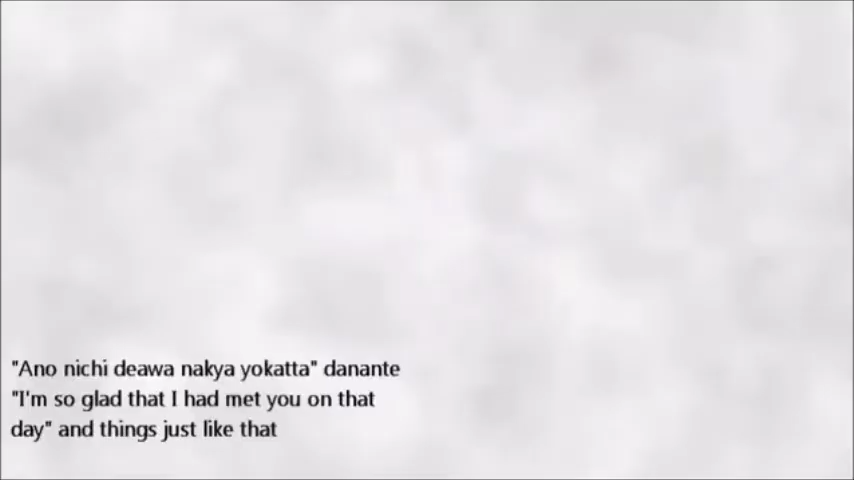 "Ano nichi deawa nakya yokatta" danante
"I'm so glad that I had met you on that
day" and things just like that